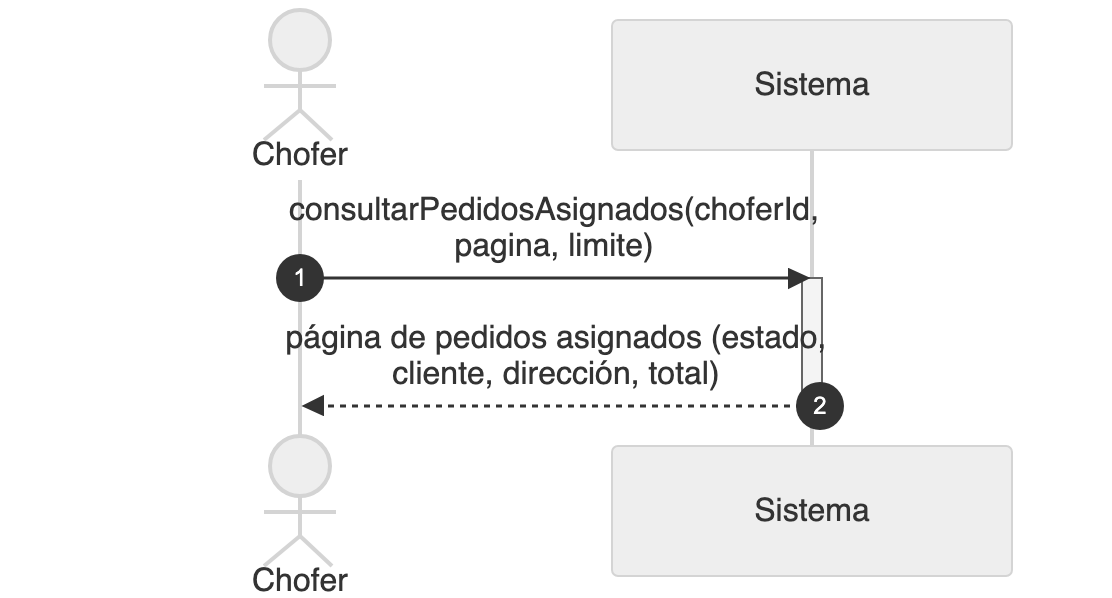 Chofer
Sistema
consultarPedidosAsignados(choferId,
pagina, limite)
1
página de pedidos asignados (estado,
cliente, dirección, total)
2
Chofer
Sistema